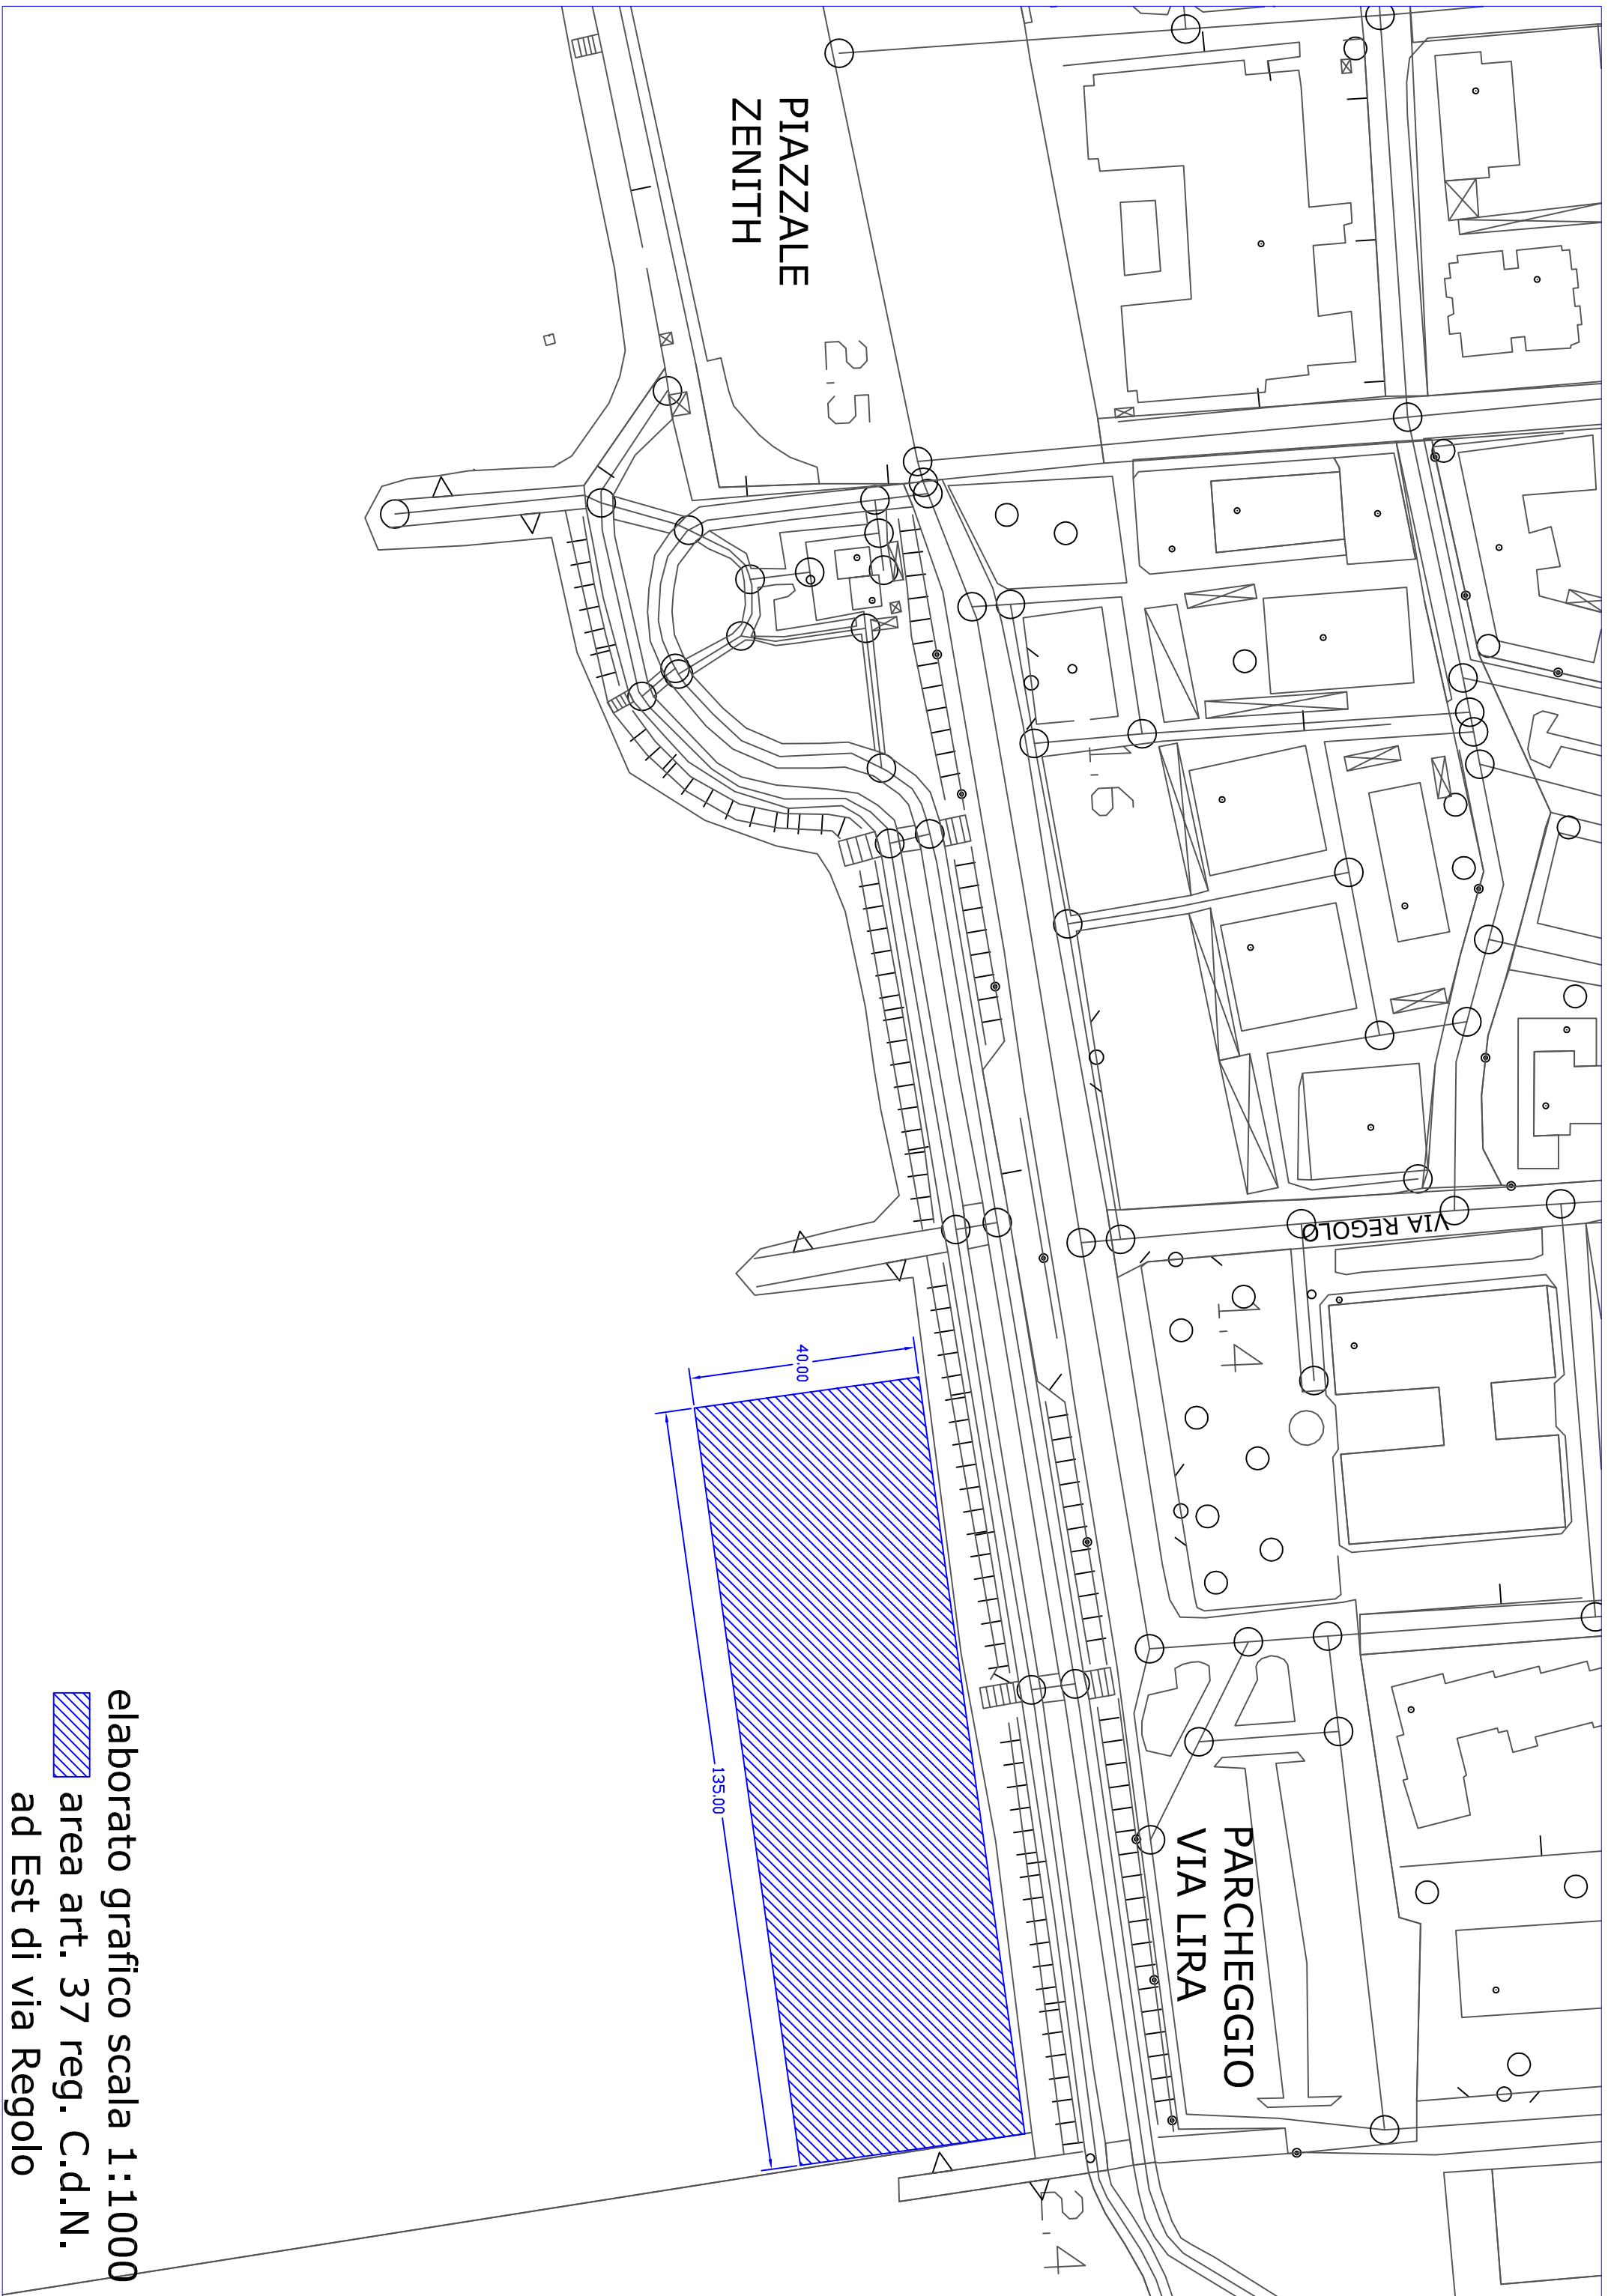 PIAZZALE
ZENITH
2.5
1.6
VIA REGOLO
1.4
40.00
135.00
PARCHEGGIO
VIA LIRA
2.4
elaborato grafico scala 1:1000
area art. 37 reg. C.d.N.
ad Est di via Regolo